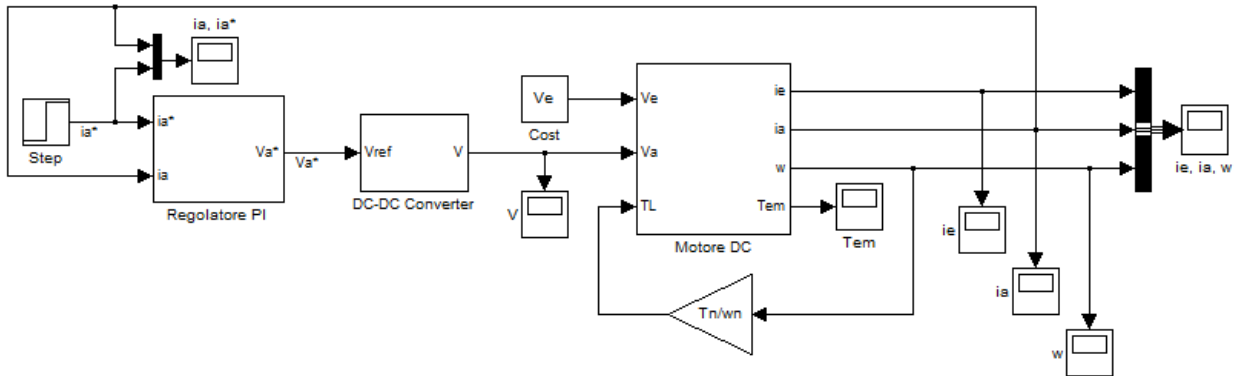 ia, ia*
Step
ia*
ia*
ia
Va*
Regolatore PI
Va*
Vref
V
DC-DC Converter
V
Ve
Cost
Ve
Va
TL
ie
ia
w
Tem
Motore DC
Tem
Tn/wn
ie
ia
w
ie, ia, w